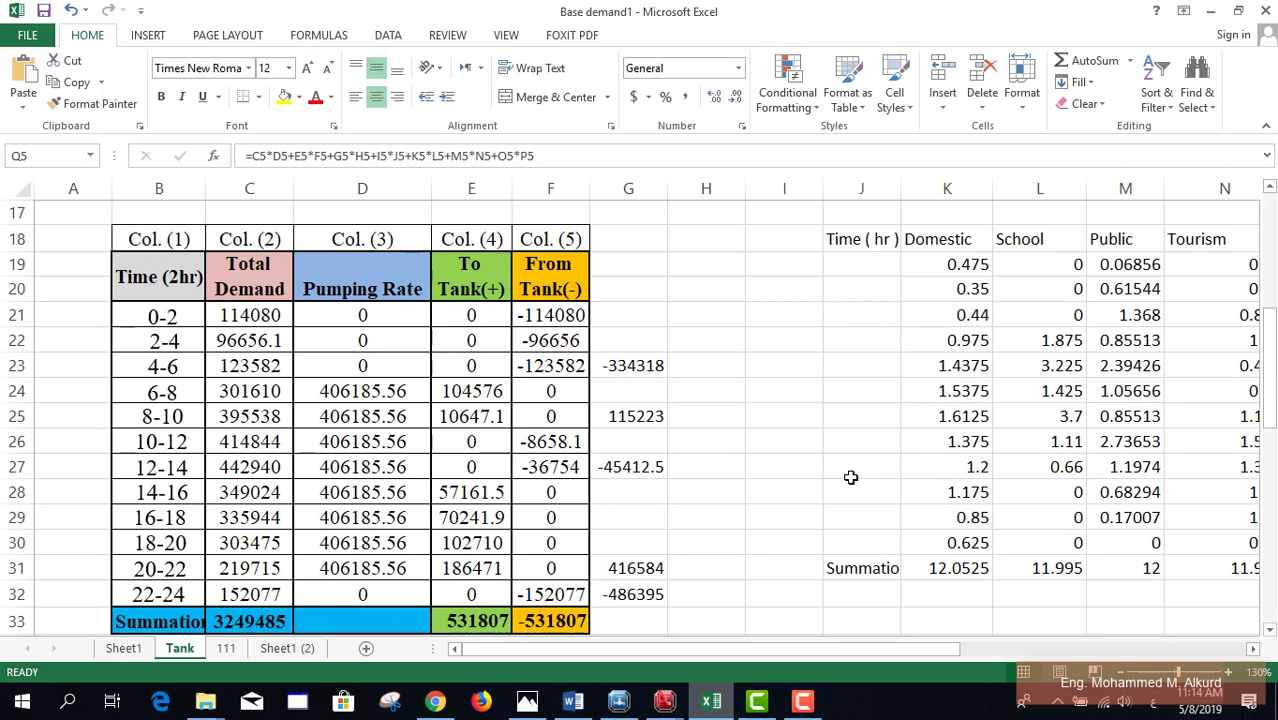 Base demand1 - Microsoft Excel
FILE HOME INSERT PAGE LAYOUT FORMULAS DATA REVIEW VIEW FOXIT PDF Sign in
Paste Cut Copy Format Painter Clipboard
Times New Roma 12 B I U A Font
Wrap Text Merge & Center Alignment
General $ % , Number
Conditional Formatting Format as Table Cell Styles Styles
Insert Delete Format Cells
AutoSum Fill Clear Sort & Filter Find & Select Editing
Q5 fx =C5*D5+E5*F5+G5*H5+I5*J5+K5*L5+M5*N5+O5*P5
A B C D E F G H I J K L M N
17
18 Col. (1) Col. (2) Col. (3) Col. (4) Col. (5) Time ( hr ) Domestic School Public Tourism
19 Time (2hr) Total To From 0.475 0 0.06856 0
20 Demand Pumping Rate Tank(+) Tank(-) 0.35 0 0.61544 0
21 0-2 114080 0 0 -114080 0.44 0 1.368 0.8
22 2-4 96656.1 0 0 -96656 0.975 1.875 0.85513 1
23 4-6 123582 0 0 -123582 -334318 1.4375 3.225 2.39426 0.4
24 6-8 301610 406185.56 104576 0 1.5375 1.425 1.05656 0
25 8-10 395538 406185.56 10647.1 0 115223 1.6125 3.7 0.85513 1.1
26 10-12 414844 406185.56 0 -8658.1 1.375 1.11 2.73653 1.5
27 12-14 442940 406185.56 0 -36754 -45412.5 1.2 0.66 1.1974 1.3
28 14-16 349024 406185.56 57161.5 0 1.175 0 0.68294 1
29 16-18 335944 406185.56 70241.9 0 0.85 0 0.17007 1
30 18-20 303475 406185.56 102710 0 0.625 0 0
31 20-22 219715 406185.56 186471 0 416584 Summatio 12.0525 11.995 12 11.9
32 22-24 152077 0 0 -152077 -486395
33 Summation 3249485 531807 -531807
Sheet1 Tank 111 Sheet1 (2)
READY 130%
Eng. Mohammed M. Alkurd
11:14 AM
5/8/2019
ع